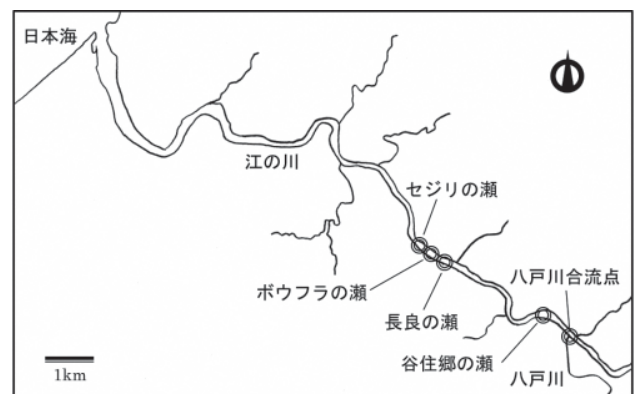 日本海
江の川
セジリの瀬
ボウフラの瀬
八戸川合流点
長良の瀬
谷住郷の瀬
1km
八戸川